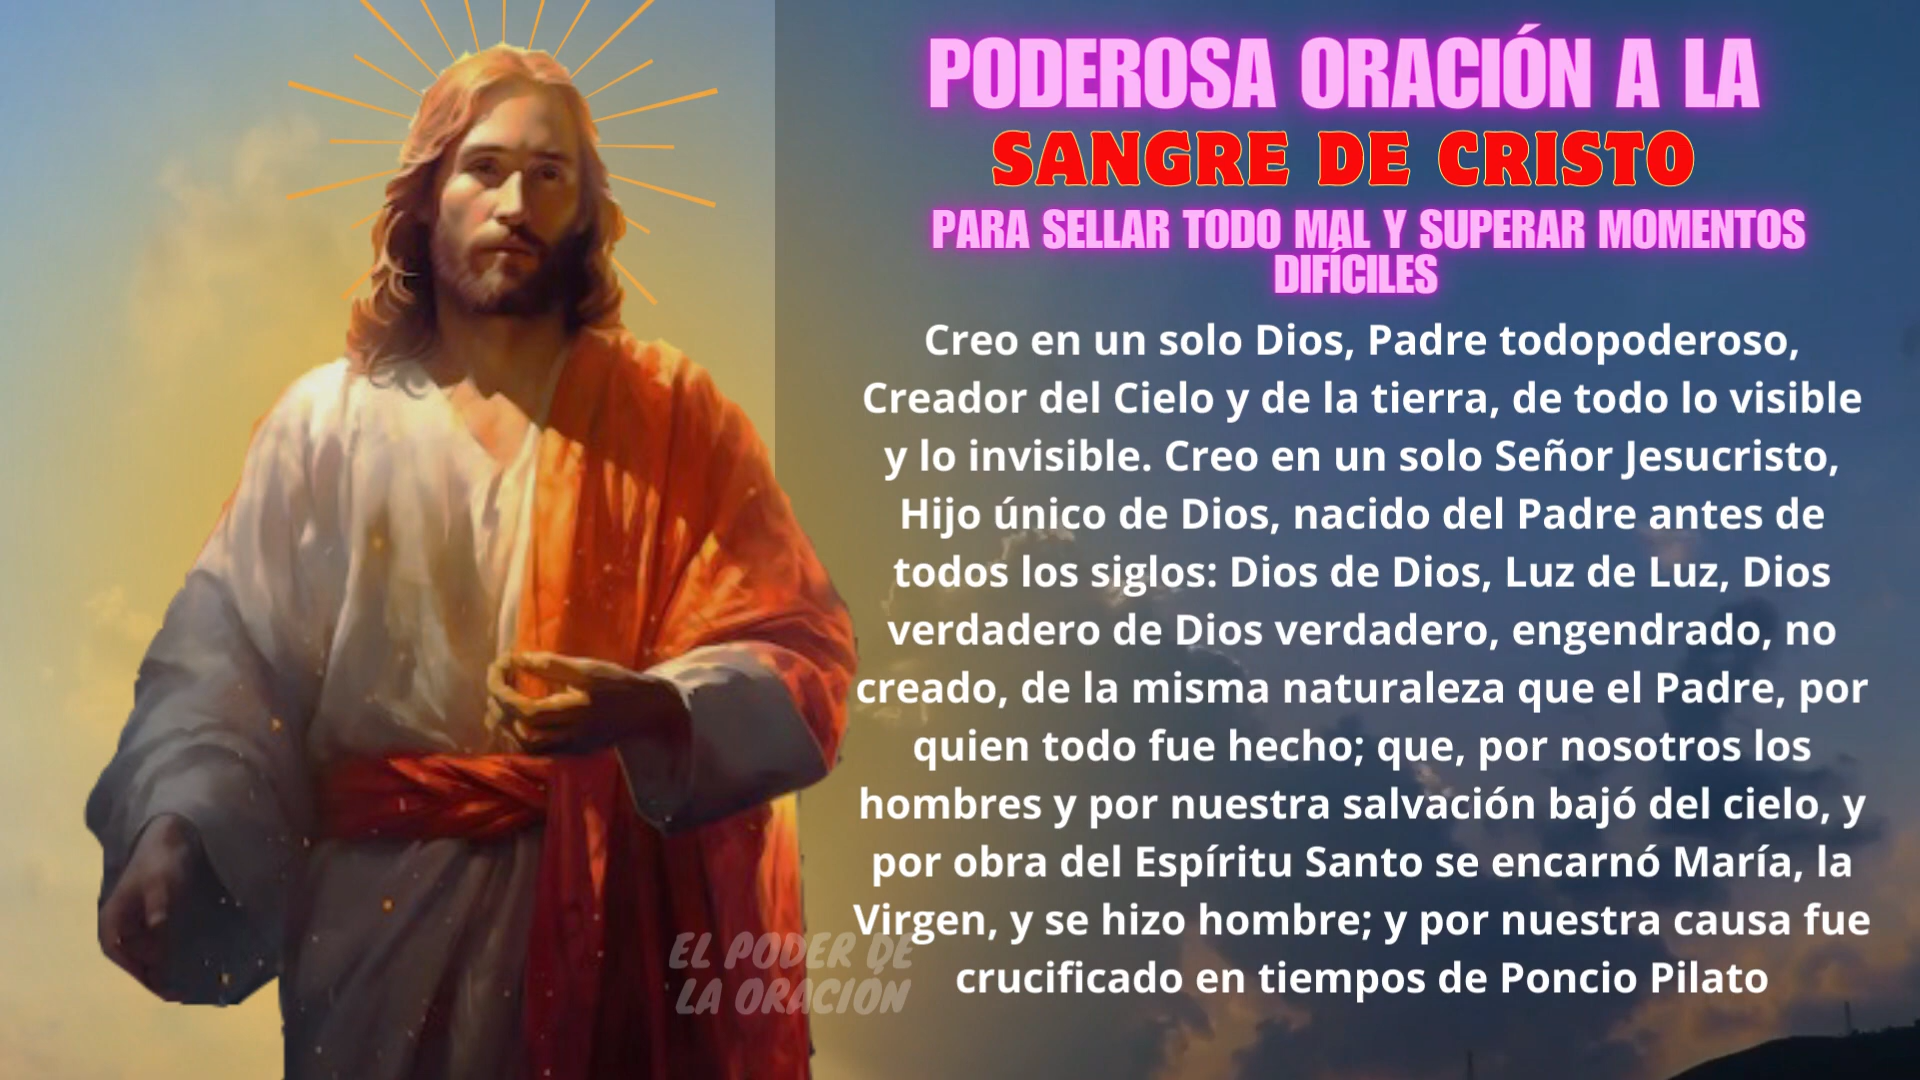 PODEROSA ORACIÓN A LA
SANGRE DE CRISTO
PARA SELLAR TODO MAL Y SUPERAR MOMENTOS
DIFÍCILES
Creo en un solo Dios, Padre todopoderoso,
Creador del Cielo y de la tierra, de todo lo visible
y lo invisible. Creo en un solo Señor Jesucristo,
Hijo único de Dios, nacido del Padre antes de
todos los siglos: Dios de Dios, Luz de Luz, Dios
verdadero de Dios verdadero, engendrado, no
creado, de la misma naturaleza que el Padre, por
quien todo fue hecho; que, por nosotros los
hombres y por nuestra salvación bajó del cielo, y
por obra del Espíritu Santo se encarnó María, la
Virgen, y se hizo hombre; y por nuestra causa fue
crucificado en tiempos de Poncio Pilato
EL PODER DE
LA ORACIÓN